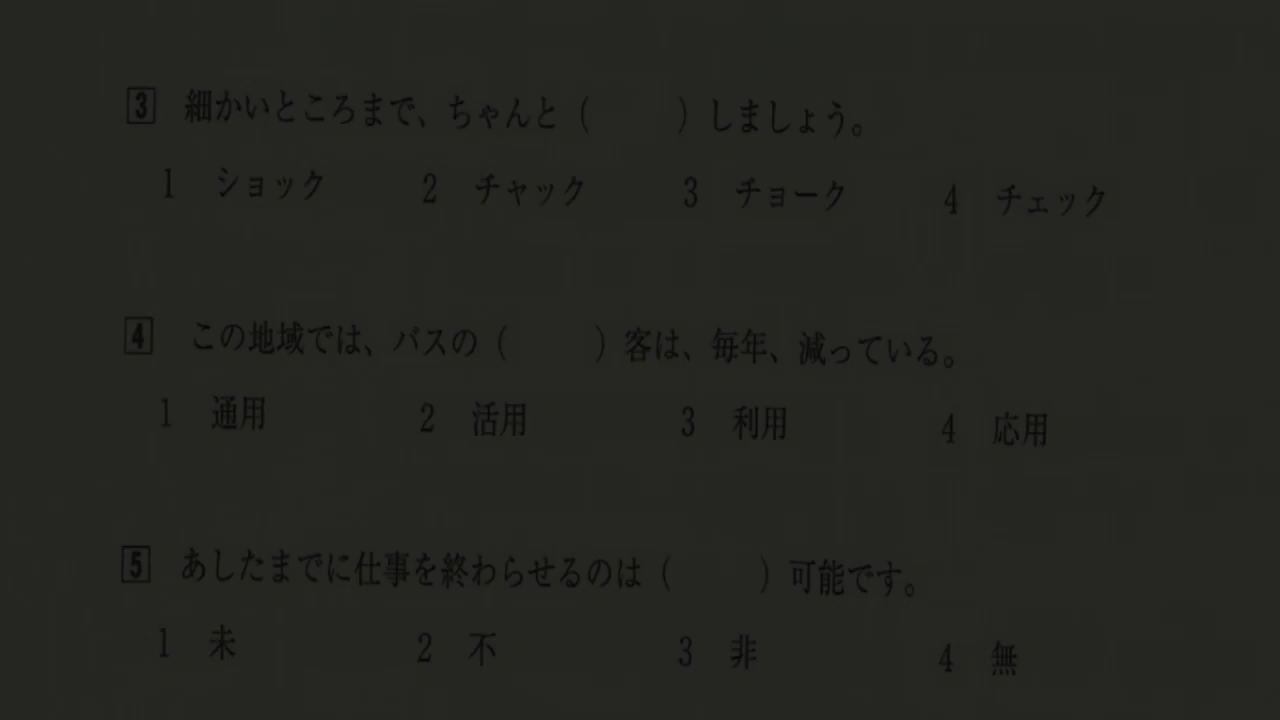 3 細かいところまで、ちゃんと（　　）しましょう。
1 ショック 2 チャック 3 チョーク 4 チェック
4 この地域では、バスの（　　）客は、毎年、減っている。
1 通用 2 活用 3 利用 4 応用
5 あしたまでに仕事を終わらせるのは（　　）可能です。
1 未 2 不 3 非 4 無